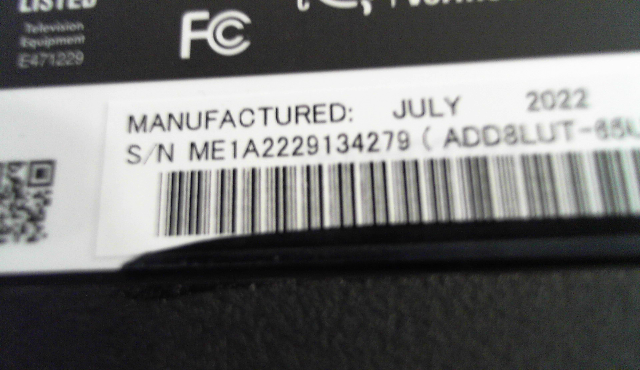 LISTED
Television
Equipment
E471229
FC
MANUFACTURED: JULY 2022
S/N ME1A2229134279 ( ADD8LUT-65